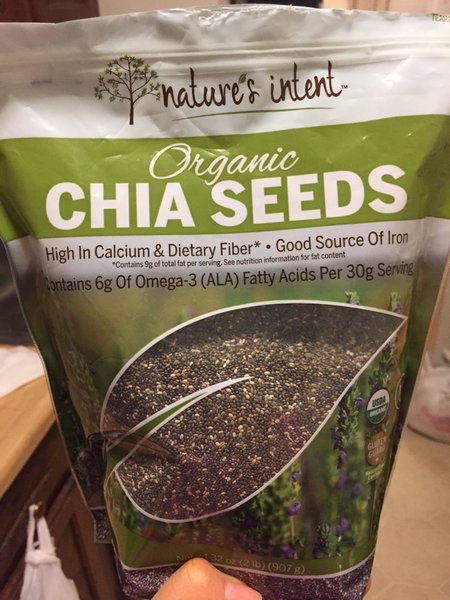 nature's intent™
Organic
CHIA SEEDS
High In Calcium & Dietary Fiber* • Good Source Of Iron
*Contains 9g of total fat per serving. See nutrition information for fat content
Contains 6g Of Omega-3 (ALA) Fatty Acids Per 30g Serving
USDA
ORGANIC
32 oz (2 lb) (907 g)